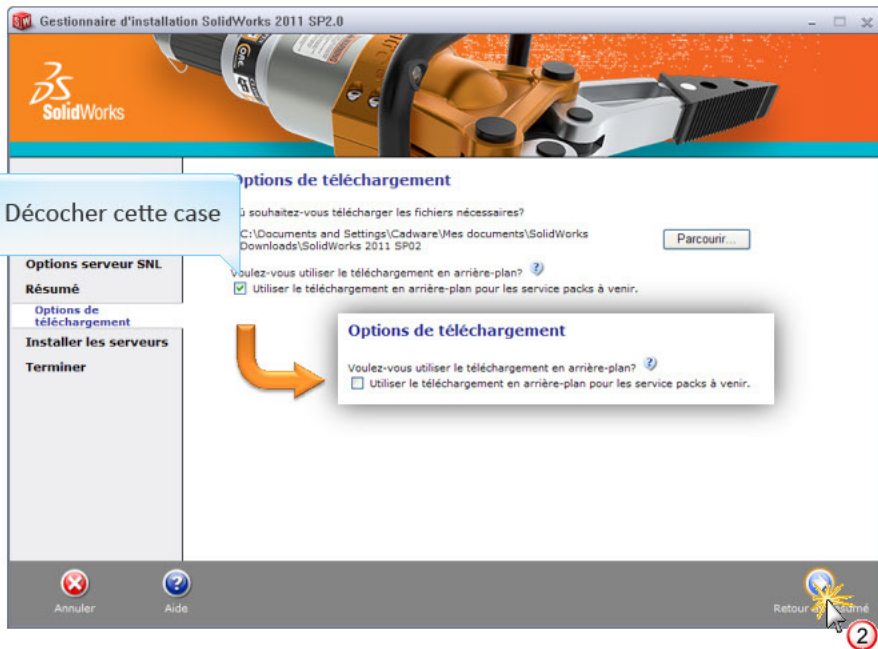 Gestionnaire d'installation SolidWorks 2011 SP2.0
SolidWorks
Options de téléchargement
souhaitez-vous télécharger les fichiers nécessaires?
C:\Documents and Settings\Cadware\Mes documents\SolidWorks
Downloads\SolidWorks 2011 SP02
Parcourir...
Décocher cette case
Voulez-vous utiliser le téléchargement en arrière-plan?
Utiliser le téléchargement en arrière-plan pour les service packs à venir.
Options serveur SNL
Résumé
Options de
téléchargement
Installer les serveurs
Terminer
Options de téléchargement
Voulez-vous utiliser le téléchargement en arrière-plan?
Utiliser le téléchargement en arrière-plan pour les service packs à venir.
Annuler
Aide
Retour au résumé
2